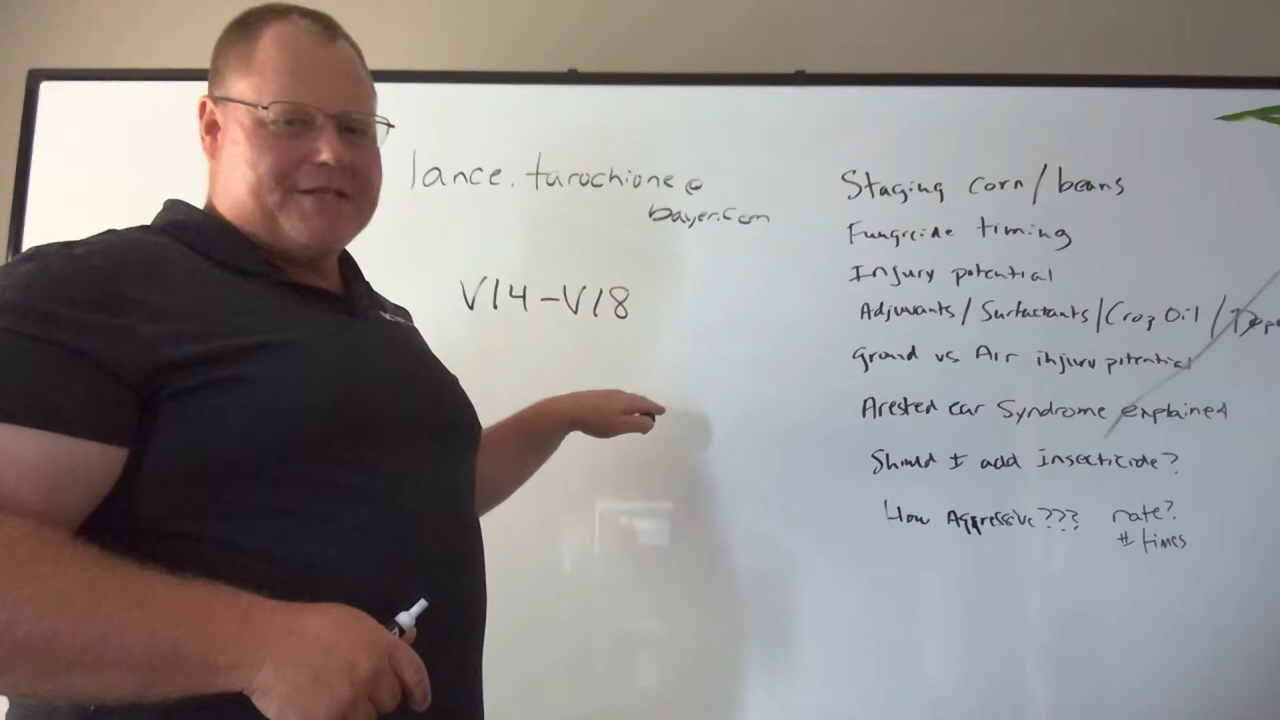 lance.turochione@
bayer.com
V14-V18
Staging corn/beans
Fungicide timing
Injury potential
Adjuvants/Surfactants/Crop Oil/
Ground vs Air injury potential
Arested ear Syndrome explained
Should I add Insecticide?
How Aggressive??? rate?
# times